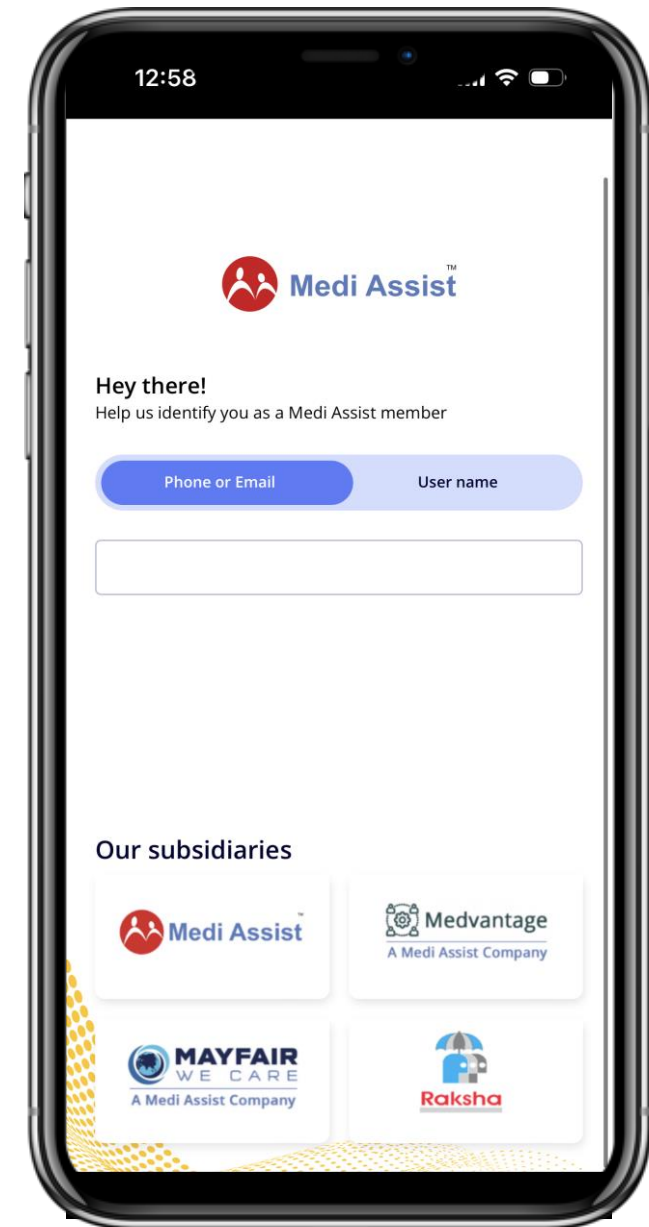 12:58
Medi Assist™
Hey there!
Help us identify you as a Medi Assist member
Phone or Email
User name
Our subsidiaries
Medi Assist
Medvantage
A Medi Assist Company
MAYFAIR
WE CARE
A Medi Assist Company
Raksha